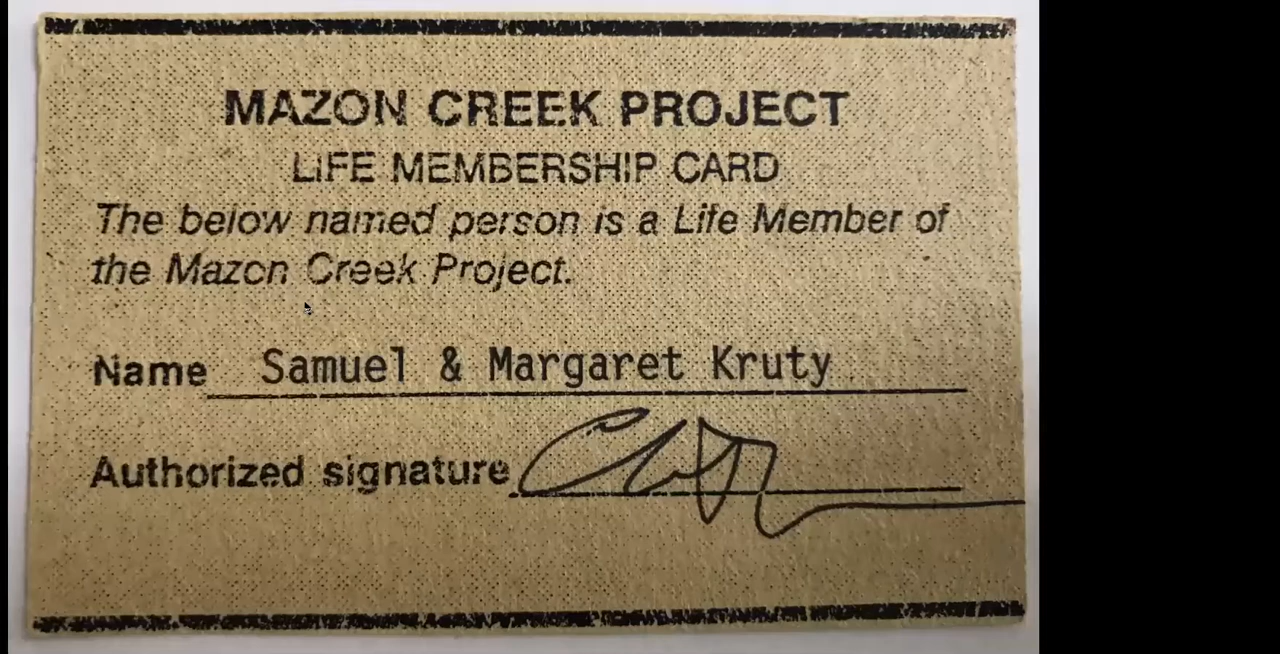 MAZON CREEK PROJECT
LIFE MEMBERSHIP CARD
The below named person is a Life Member of
the Mazon Creek Project.
Name Samuel & Margaret Kruty
Authorized signature